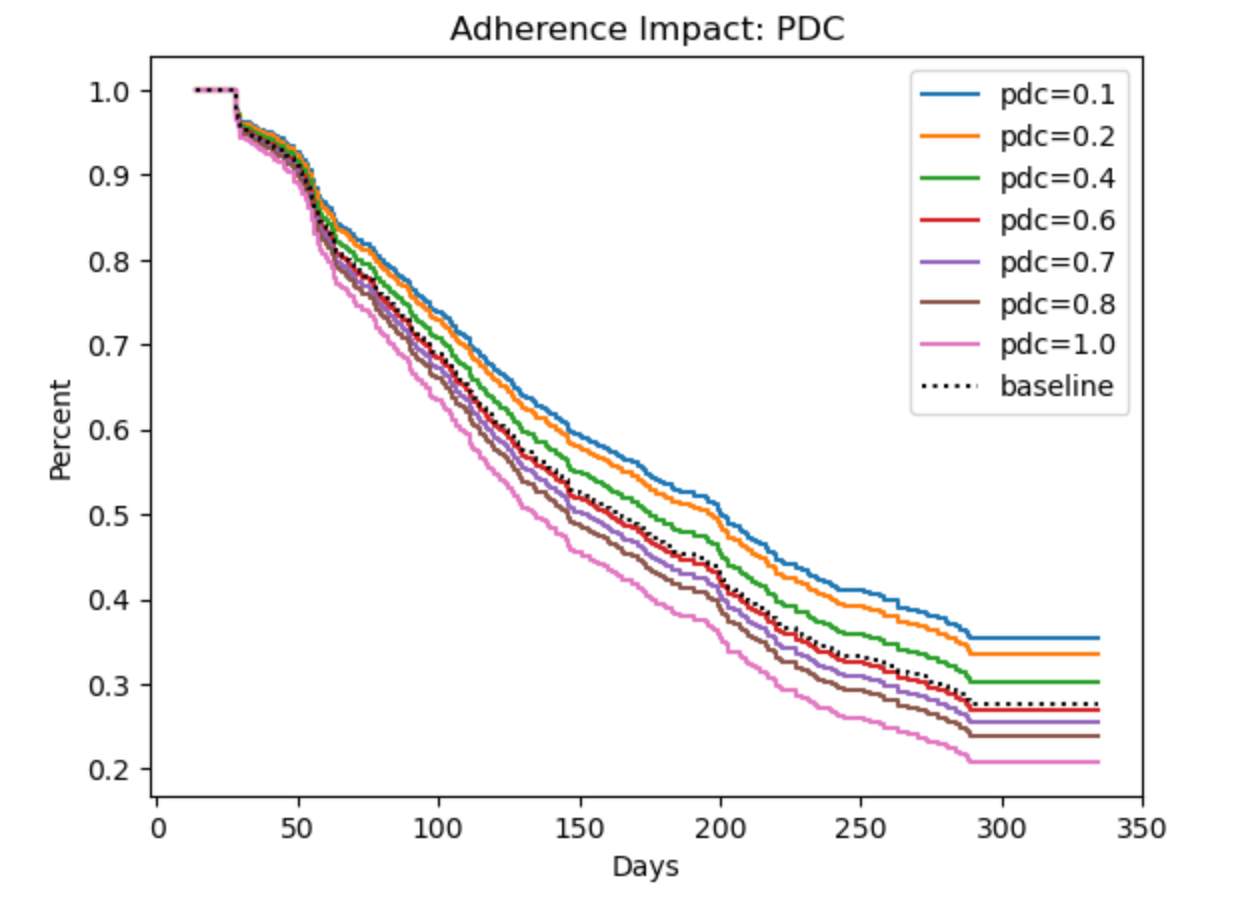 Adherence Impact: PDC
Percent
1.0
0.9
0.8
0.7
0.6
0.5
0.4
0.3
0.2
pdc=0.1
pdc=0.2
pdc=0.4
pdc=0.6
pdc=0.7
pdc=0.8
pdc=1.0
baseline
0 50 100 150 200 250 300 350
Days